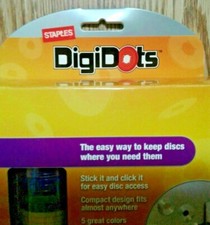 STAPLES
DigiDots™
The easy way to keep discs
where you need them
Stick it and click it
for easy disc access
Compact design fits
almost anywhere
5 great colors